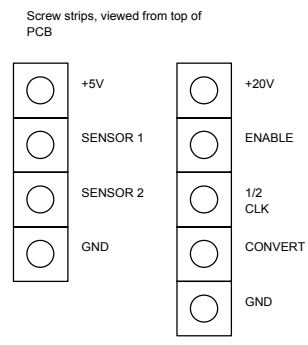 Screw strips, viewed from top of
PCB
+5V
SENSOR 1
SENSOR 2
GND
+20V
ENABLE
1/2
CLK
CONVERT
GND